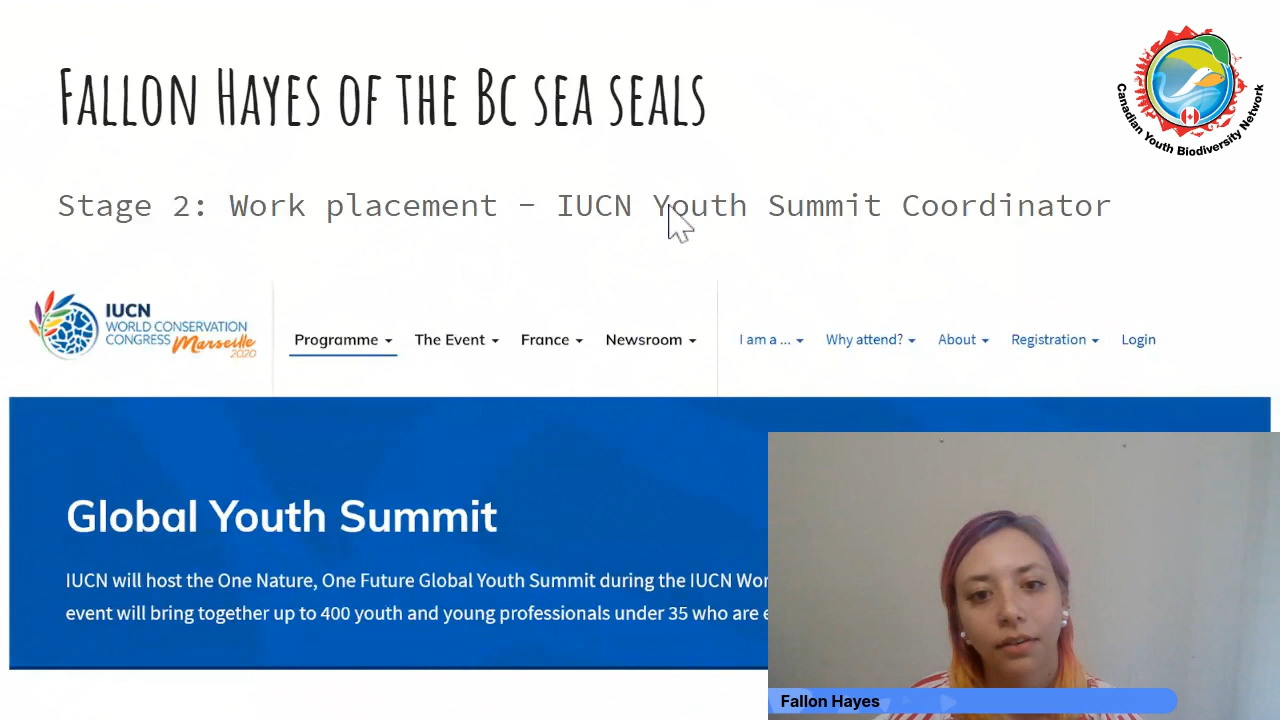 Fallon Hayes of the Bc sea seals
Canadian Youth Biodiversity Network
Stage 2: Work placement - IUCN Youth Summit Coordinator
IUCN
WORLD CONSERVATION
CONGRESS Marseille
2020
Programme
The Event
France
Newsroom
I am a ...
Why attend?
About
Registration
Login
Global Youth Summit
IUCN will host the One Nature, One Future Global Youth Summit during the IUCN Wor
event will bring together up to 400 youth and young professionals under 35 who are e
Fallon Hayes